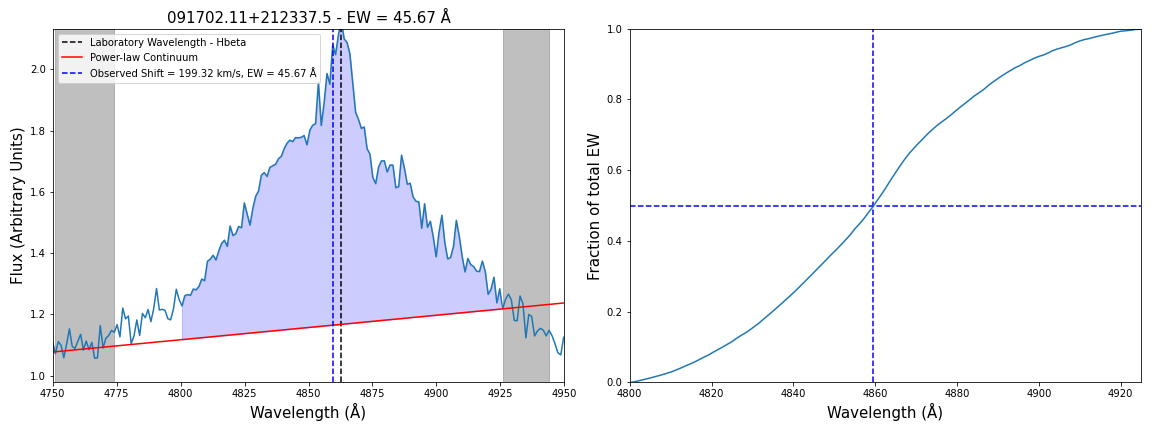 091702.11+212337.5 - EW = 45.67 Å
Laboratory Wavelength - Hbeta
Power-law Continuum
Observed Shift = 199.32 km/s, EW = 45.67 Å
Flux (Arbitrary Units)
2.0
1.8
1.6
1.4
1.2
1.0
4750 4775 4800 4825 4850 4875 4900 4925 4950
Wavelength (Å)
Fraction of total EW
1.0
0.8
0.6
0.4
0.2
0.0
4800 4820 4840 4860 4880 4900 4920
Wavelength (Å)